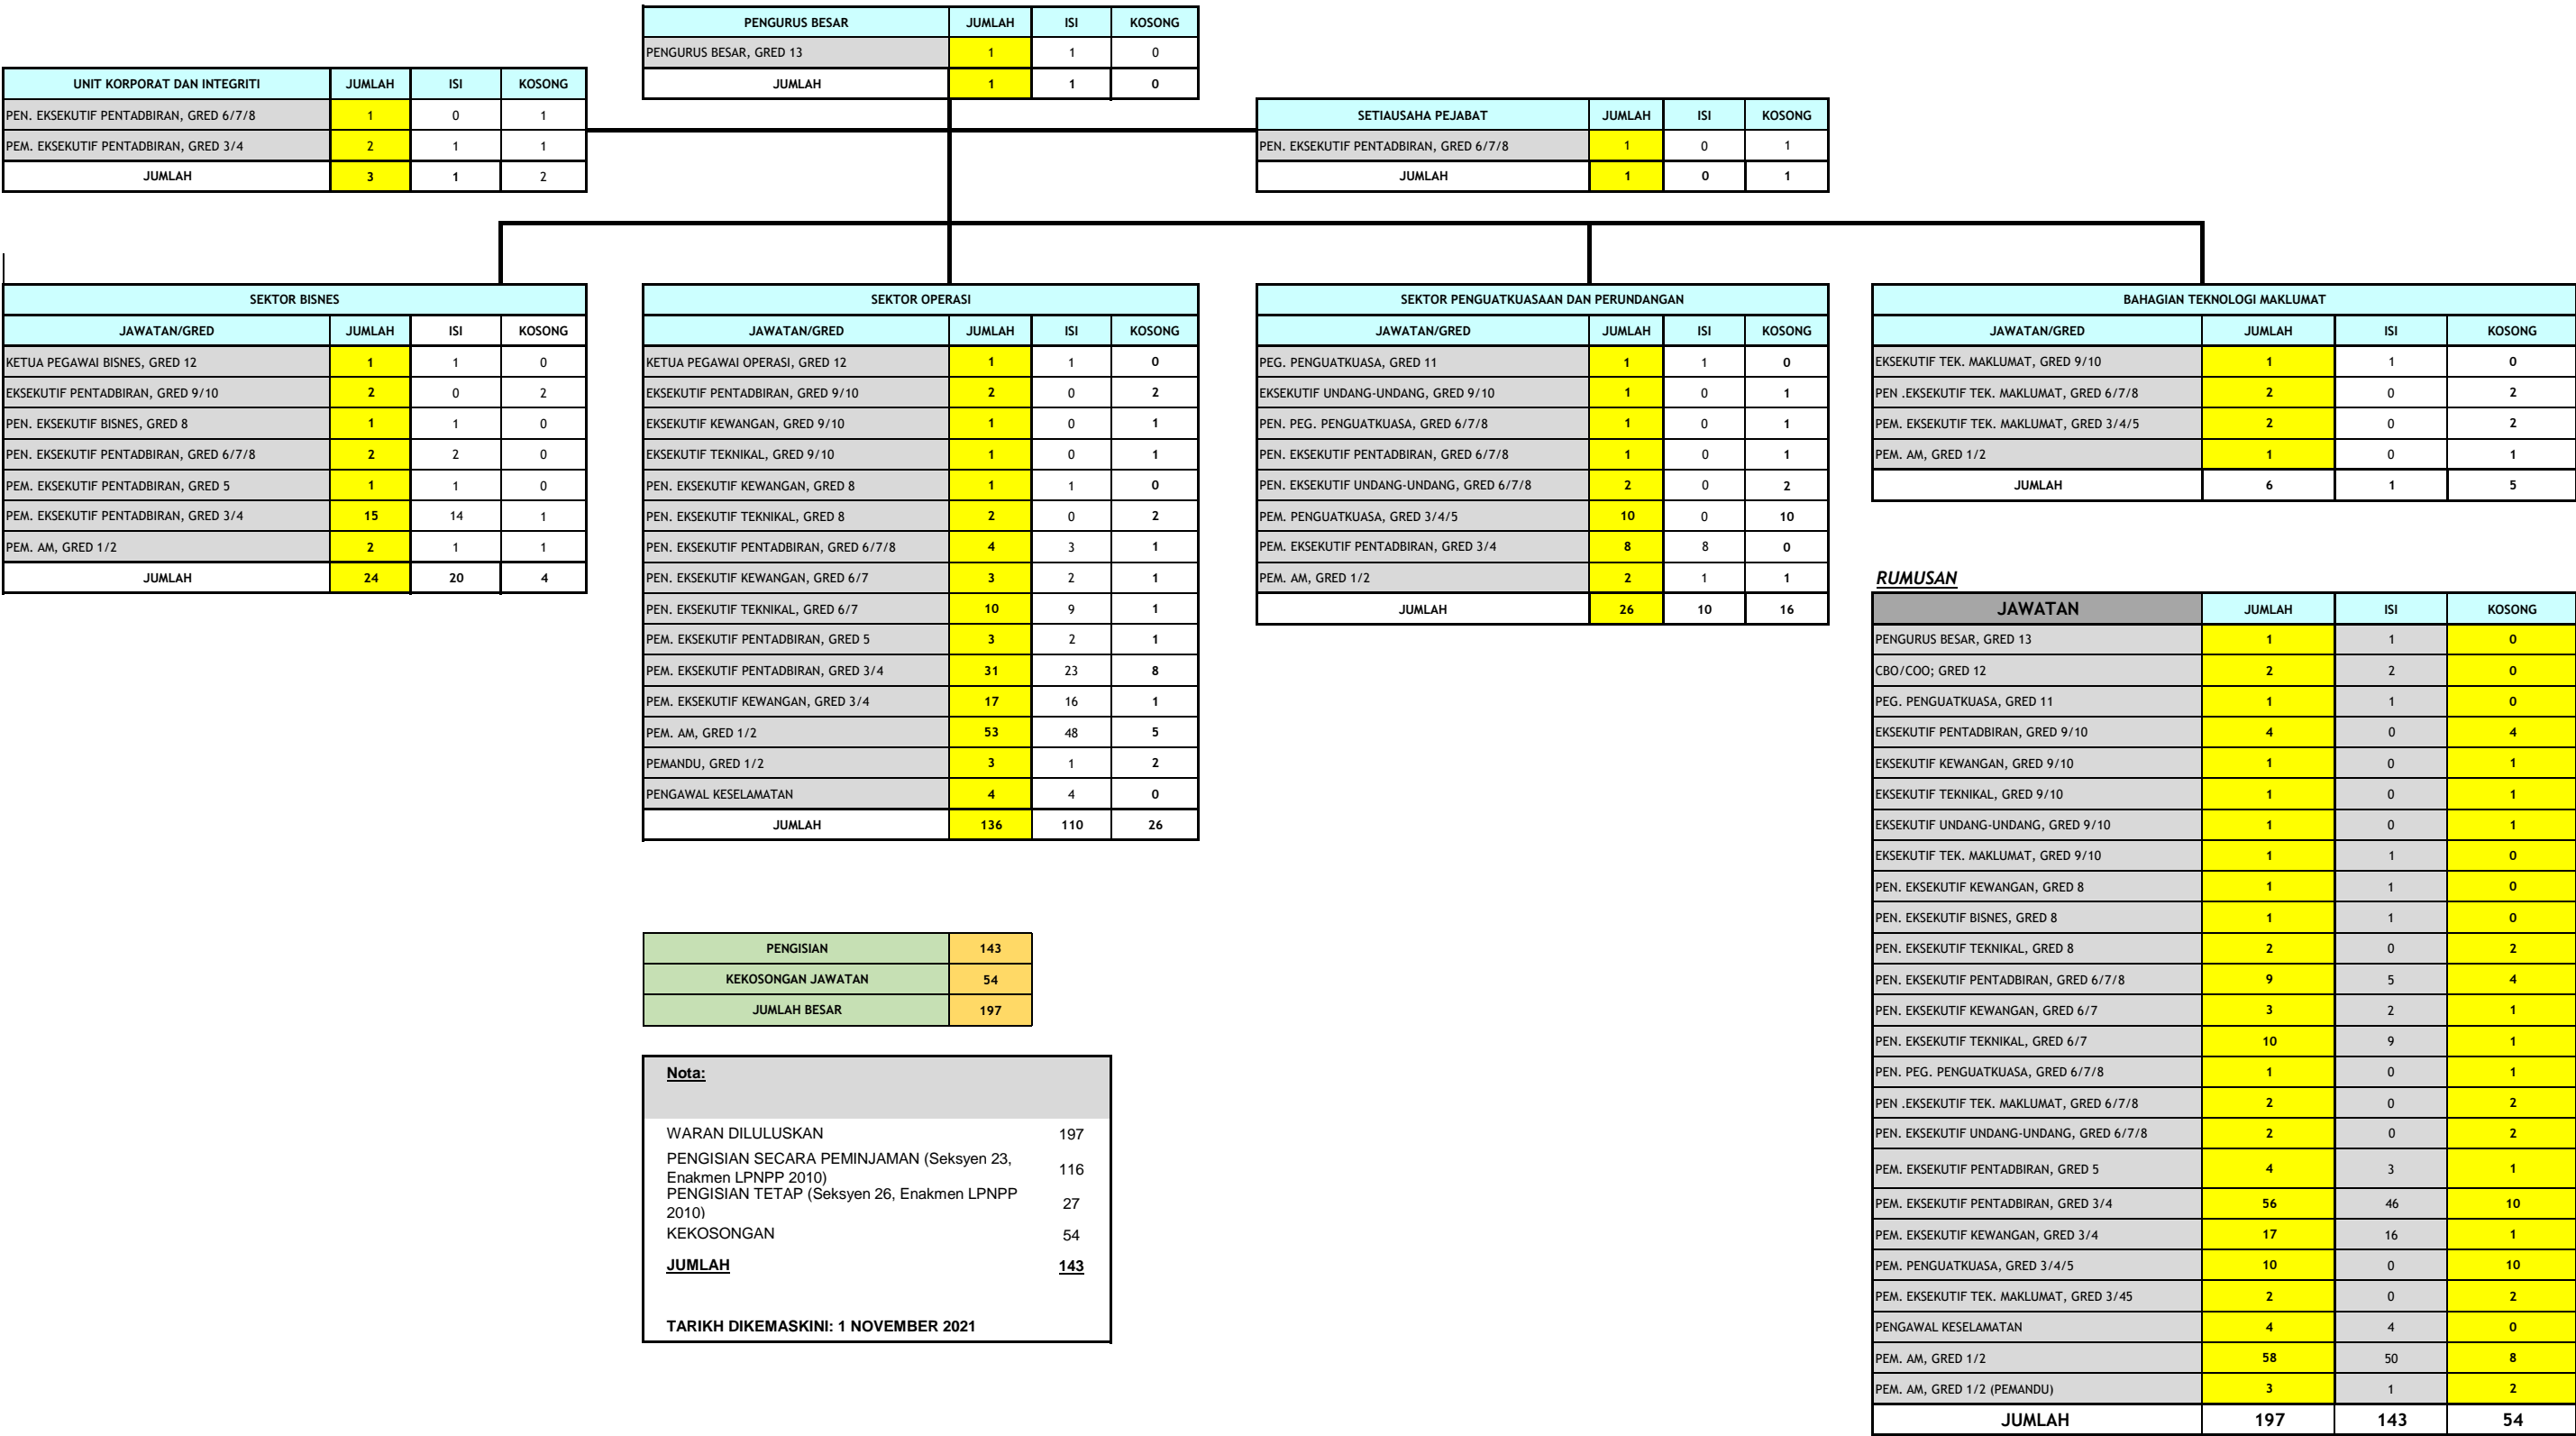 PENGURUS BESAR JUMLAH ISI KOSONG
PENGURUS BESAR, GRED 13 1 1 0
JUMLAH 1 1 0
UNIT KORPORAT DAN INTEGRITI JUMLAH ISI KOSONG
PEN. EKSEKUTIF PENTADBIRAN, GRED 6/7/8 1 0 1
PEM. EKSEKUTIF PENTADBIRAN, GRED 3/4 2 1 1
JUMLAH 3 1 2
SETIAUSAHA PEJABAT JUMLAH ISI KOSONG
PEN. EKSEKUTIF PENTADBIRAN, GRED 6/7/8 1 0 1
JUMLAH 1 0 1
SEKTOR BISNES
JAWATAN/GRED JUMLAH ISI KOSONG
KETUA PEGAWAI BISNES, GRED 12 1 1 0
EKSEKUTIF PENTADBIRAN, GRED 9/10 2 0 2
PEN. EKSEKUTIF BISNES, GRED 8 1 1 0
PEN. EKSEKUTIF PENTADBIRAN, GRED 6/7/8 2 2 0
PEM. EKSEKUTIF PENTADBIRAN, GRED 5 1 1 0
PEM. EKSEKUTIF PENTADBIRAN, GRED 3/4 15 14 1
PEM. AM, GRED 1/2 2 1 1
JUMLAH 24 20 4
SEKTOR OPERASI
JAWATAN/GRED JUMLAH ISI KOSONG
KETUA PEGAWAI OPERASI, GRED 12 1 1 0
EKSEKUTIF PENTADBIRAN, GRED 9/10 2 0 2
EKSEKUTIF KEWANGAN, GRED 9/10 1 0 1
EKSEKUTIF TEKNIKAL, GRED 9/10 1 0 1
PEN. EKSEKUTIF KEWANGAN, GRED 8 1 1 0
PEN. EKSEKUTIF TEKNIKAL, GRED 8 2 0 2
PEN. EKSEKUTIF PENTADBIRAN, GRED 6/7/8 4 3 1
PEN. EKSEKUTIF KEWANGAN, GRED 6/7 3 2 1
PEN. EKSEKUTIF TEKNIKAL, GRED 6/7 10 9 1
PEM. EKSEKUTIF PENTADBIRAN, GRED 5 3 2 1
PEM. EKSEKUTIF PENTADBIRAN, GRED 3/4 31 23 8
PEM. EKSEKUTIF KEWANGAN, GRED 3/4 17 16 1
PEM. AM, GRED 1/2 53 48 5
PEMANDU, GRED 1/2 3 1 2
PENGAWAL KESELAMATAN 4 4 0
JUMLAH 136 110 26
SEKTOR PENGUATKUASAAN DAN PERUNDANGAN
JAWATAN/GRED JUMLAH ISI KOSONG
PEG. PENGUATKUASA, GRED 11 1 1 0
EKSEKUTIF UNDANG-UNDANG, GRED 9/10 1 0 1
PEN. PEG. PENGUATKUASA, GRED 6/7/8 1 0 1
PEN. EKSEKUTIF PENTADBIRAN, GRED 6/7/8 1 0 1
PEN. EKSEKUTIF UNDANG-UNDANG, GRED 6/7/8 2 0 2
PEM. PENGUATKUASA, GRED 3/4/5 10 0 10
PEM. EKSEKUTIF PENTADBIRAN, GRED 3/4 8 8 0
PEM. AM, GRED 1/2 2 1 1
JUMLAH 26 10 16
BAHAGIAN TEKNOLOGI MAKLUMAT
JAWATAN/GRED JUMLAH ISI KOSONG
EKSEKUTIF TEK. MAKLUMAT, GRED 9/10 1 1 0
PEN .EKSEKUTIF TEK. MAKLUMAT, GRED 6/7/8 2 0 2
PEM. EKSEKUTIF TEK. MAKLUMAT, GRED 3/4/5 2 0 2
PEM. AM, GRED 1/2 1 0 1
JUMLAH 6 1 5
PENGISIAN 143
KEKOSONGAN JAWATAN 54
JUMLAH BESAR 197
Nota:
WARAN DILULUSKAN 197
PENGISIAN SECARA PEMINJAMAN (Seksyen 23,
Enakmen LPNPP 2010) 116
PENGISIAN TETAP (Seksyen 26, Enakmen LPNPP
2010) 27
KEKOSONGAN 54
JUMLAH 143
TARIKH DIKEMASKINI: 1 NOVEMBER 2021
RUMUSAN
JAWATAN JUMLAH ISI KOSONG
PENGURUS BESAR, GRED 13 1 1 0
CBO/COO; GRED 12 2 2 0
PEG. PENGUATKUASA, GRED 11 1 1 0
EKSEKUTIF PENTADBIRAN, GRED 9/10 4 0 4
EKSEKUTIF KEWANGAN, GRED 9/10 1 0 1
EKSEKUTIF TEKNIKAL, GRED 9/10 1 0 1
EKSEKUTIF UNDANG-UNDANG, GRED 9/10 1 0 1
EKSEKUTIF TEK. MAKLUMAT, GRED 9/10 1 1 0
PEN. EKSEKUTIF KEWANGAN, GRED 8 1 1 0
PEN. EKSEKUTIF BISNES, GRED 8 1 1 0
PEN. EKSEKUTIF TEKNIKAL, GRED 8 2 0 2
PEN. EKSEKUTIF PENTADBIRAN, GRED 6/7/8 9 5 4
PEN. EKSEKUTIF KEWANGAN, GRED 6/7 3 2 1
PEN. EKSEKUTIF TEKNIKAL, GRED 6/7 10 9 1
PEN. PEG. PENGUATKUASA, GRED 6/7/8 1 0 1
PEN .EKSEKUTIF TEK. MAKLUMAT, GRED 6/7/8 2 0 2
PEN. EKSEKUTIF UNDANG-UNDANG, GRED 6/7/8 2 0 2
PEM. EKSEKUTIF PENTADBIRAN, GRED 5 4 3 1
PEM. EKSEKUTIF PENTADBIRAN, GRED 3/4 56 46 10
PEM. EKSEKUTIF KEWANGAN, GRED 3/4 17 16 1
PEM. PENGUATKUASA, GRED 3/4/5 10 0 10
PEM. EKSEKUTIF TEK. MAKLUMAT, GRED 3/45 2 0 2
PENGAWAL KESELAMATAN 4 4 0
PEM. AM, GRED 1/2 58 50 8
PEM. AM, GRED 1/2 (PEMANDU) 3 1 2
JUMLAH 197 143 54